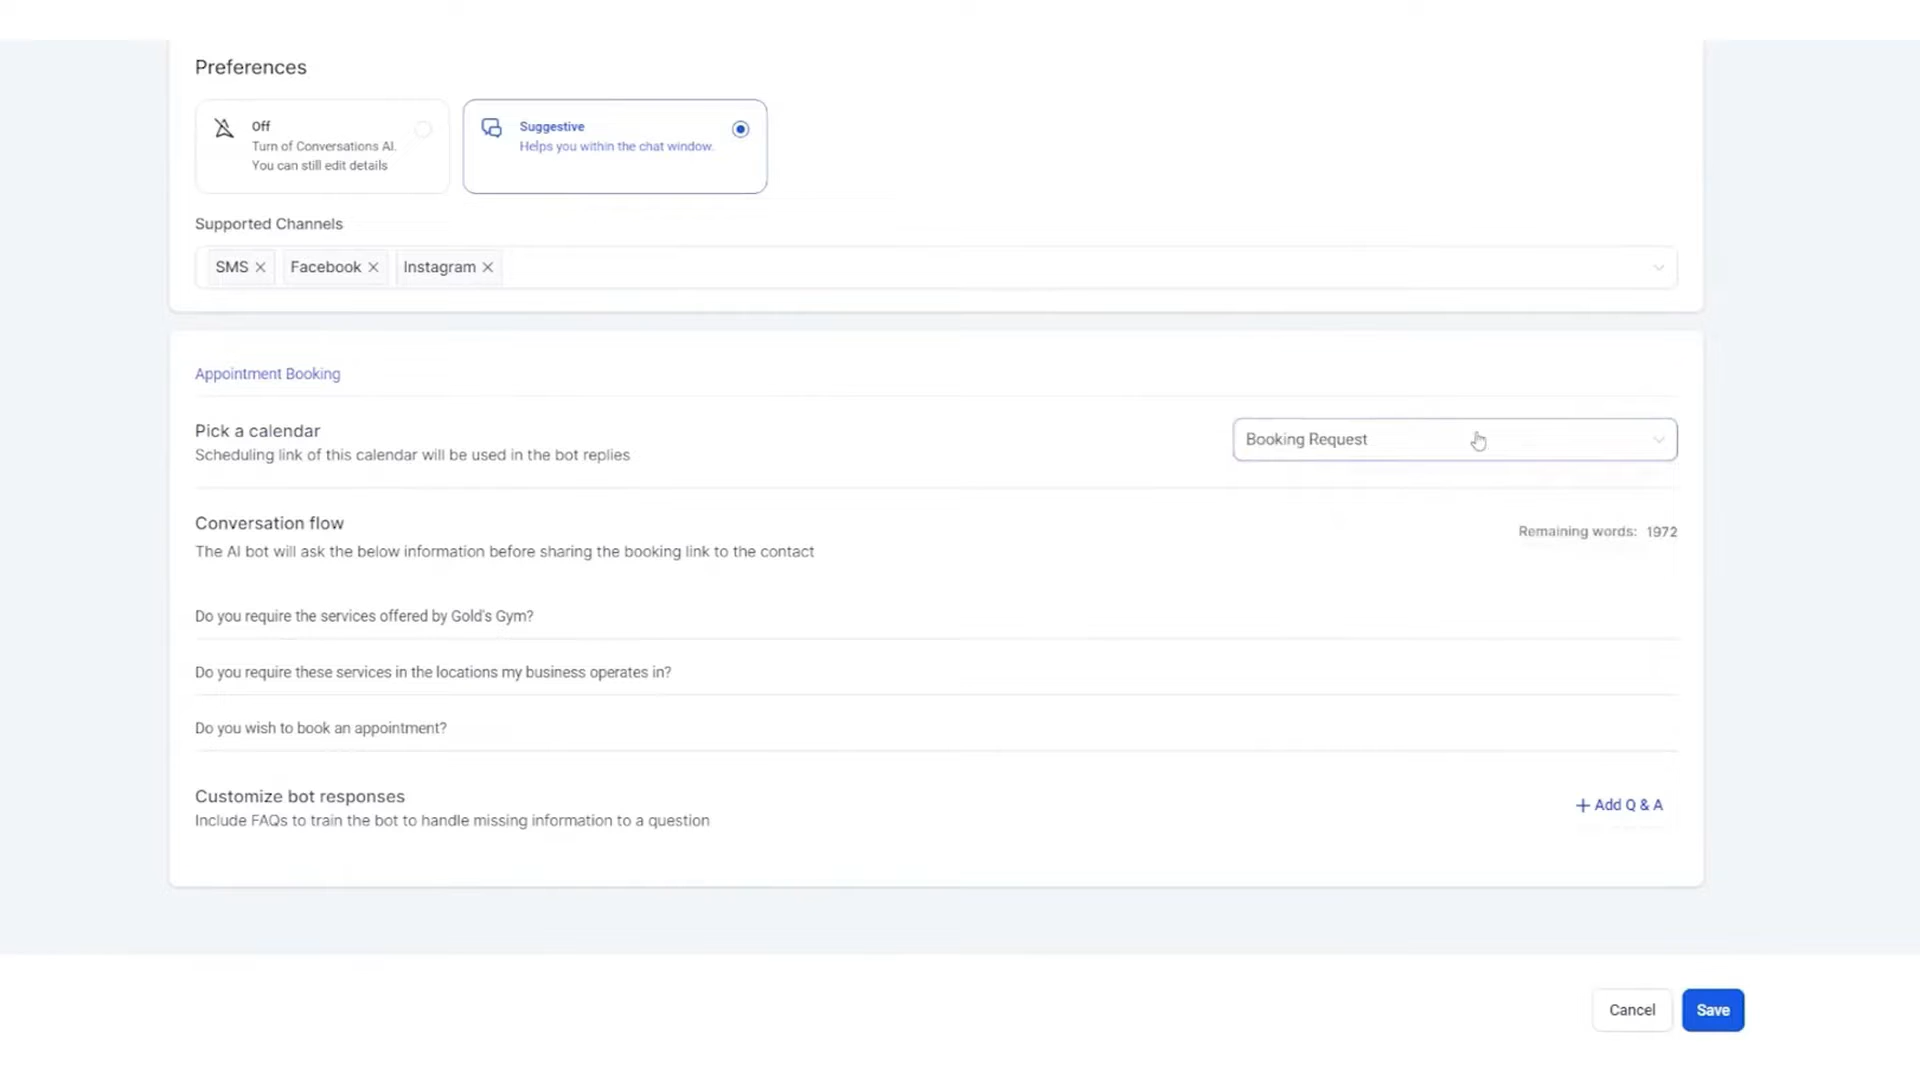 Preferences
Off
Turn of Conversations AI.
You can still edit details
Suggestive
Helps you within the chat window.
Supported Channels
SMS
Facebook
Instagram
Appointment Booking
Pick a calendar
Scheduling link of this calendar will be used in the bot replies
Booking Request
Conversation flow
Remaining words: 1972
The AI bot will ask the below information before sharing the booking link to the contact
Do you require the services offered by Gold's Gym?
Do you require these services in the locations my business operates in?
Do you wish to book an appointment?
Customize bot responses
Include FAQs to train the bot to handle missing information to a question
+ Add Q & A
Cancel
Save